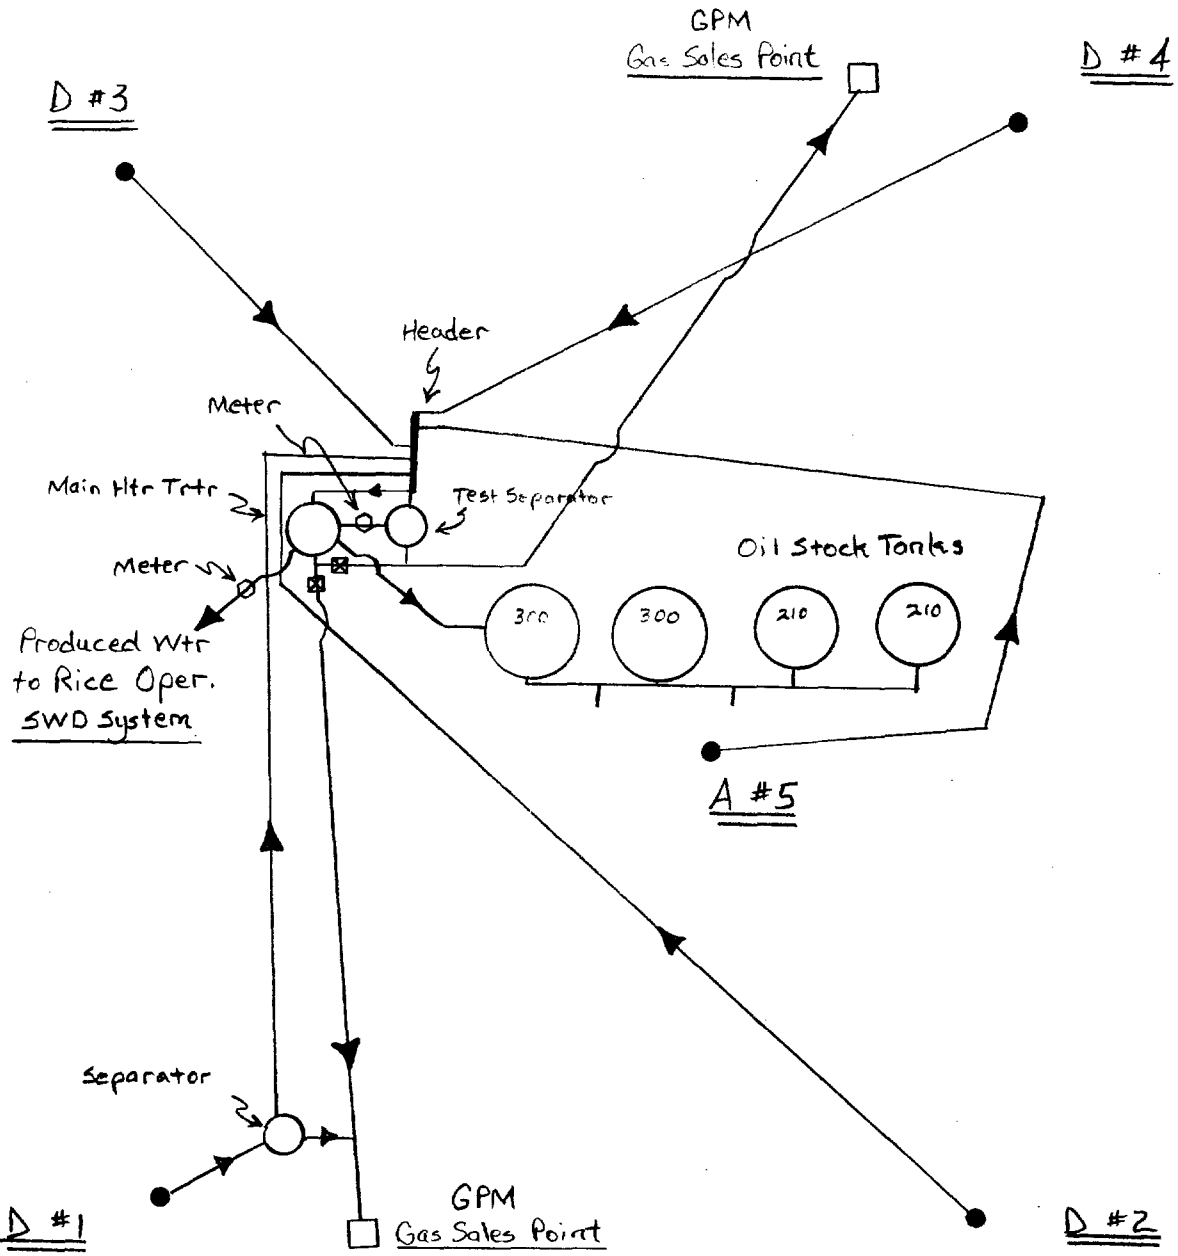 GPM
Gas Sales Point
D #4
D #3
Header
Meter
Main Htr Trtr
Test Separator
Oil Stock Tanks
Meter
300
300
210
210
Produced Wtr
to Rice Oper.
SWD System
A #5
Separator
GPM
Gas Sales Point
D #1
D #2